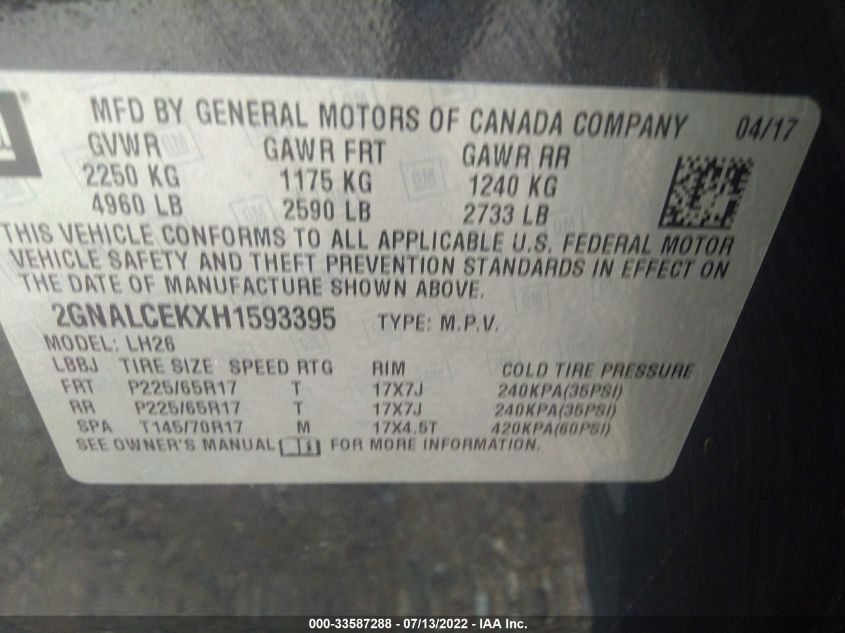 MFD BY GENERAL MOTORS OF CANADA COMPANY 04/17
GVWR GAWR FRT GAWR RR
2250 KG 1175 KG 1240 KG
4960 LB 2590 LB 2733 LB
THIS VEHICLE CONFORMS TO ALL APPLICABLE U.S. FEDERAL MOTOR
VEHICLE SAFETY AND THEFT PREVENTION STANDARDS IN EFFECT ON
THE DATE OF MANUFACTURE SHOWN ABOVE.
2GNALCEKXH1593395 TYPE: M.P.V.
MODEL: LH26
LBBJ TIRE SIZE SPEED RTG RIM COLD TIRE PRESSURE
FRT P225/65R17 T 17X7J 240KPA(35PSI)
RR P225/65R17 T 17X7J 240KPA(35PSI)
SPA T145/70R17 M 17X4.5T 420KPA(60PSI)
SEE OWNER'S MANUAL FOR MORE INFORMATION.
000-33587288 - 07/13/2022 - IAA Inc.